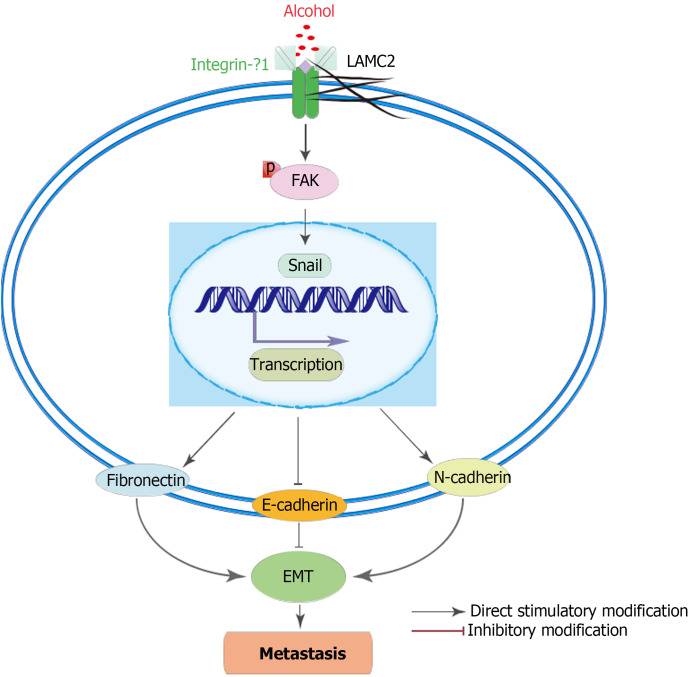 Alcohol
Integrin-?1
LAMC2
p
FAK
Snail
Transcription
Fibronectin
N-cadherin
E-cadherin
EMT
Direct stimulatory modification
Inhibitory modification
Metastasis